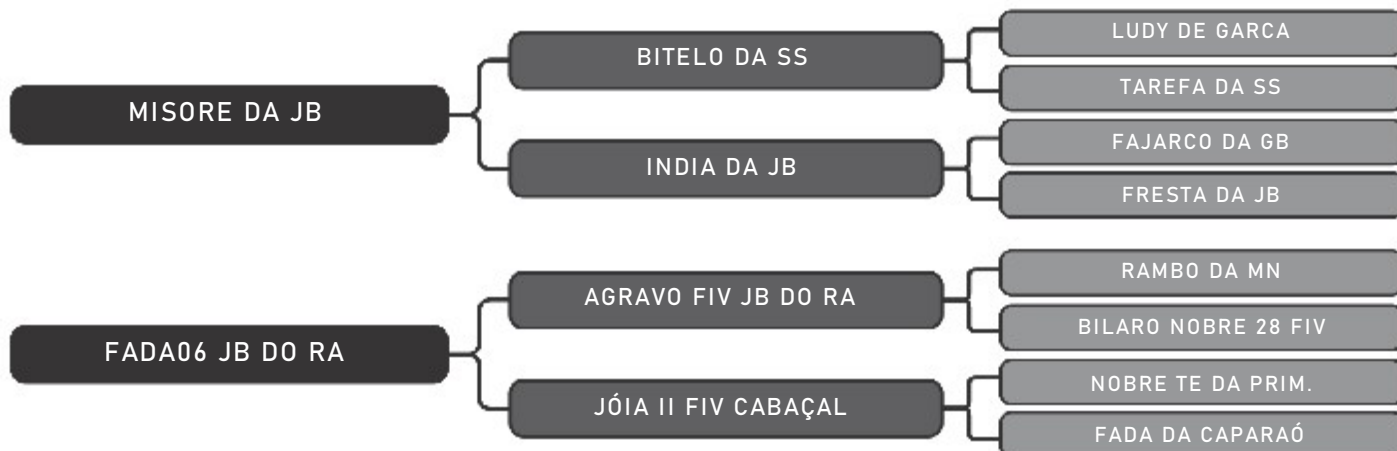 LUDY DE GARCA
BITELO DA SS
TAREFA DA SS
MISORE DA JB
FAJARCO DA GB
INDIA DA JB
FRESTA DA JB
RAMBO DA MN
AGRAVO FIV JB DO RA
BILARO NOBRE 28 FIV
FADA06 JB DO RA
NOBRE TE DA PRIM.
JÓIA II FIV CABAÇAL
FADA DA CAPARAÓ